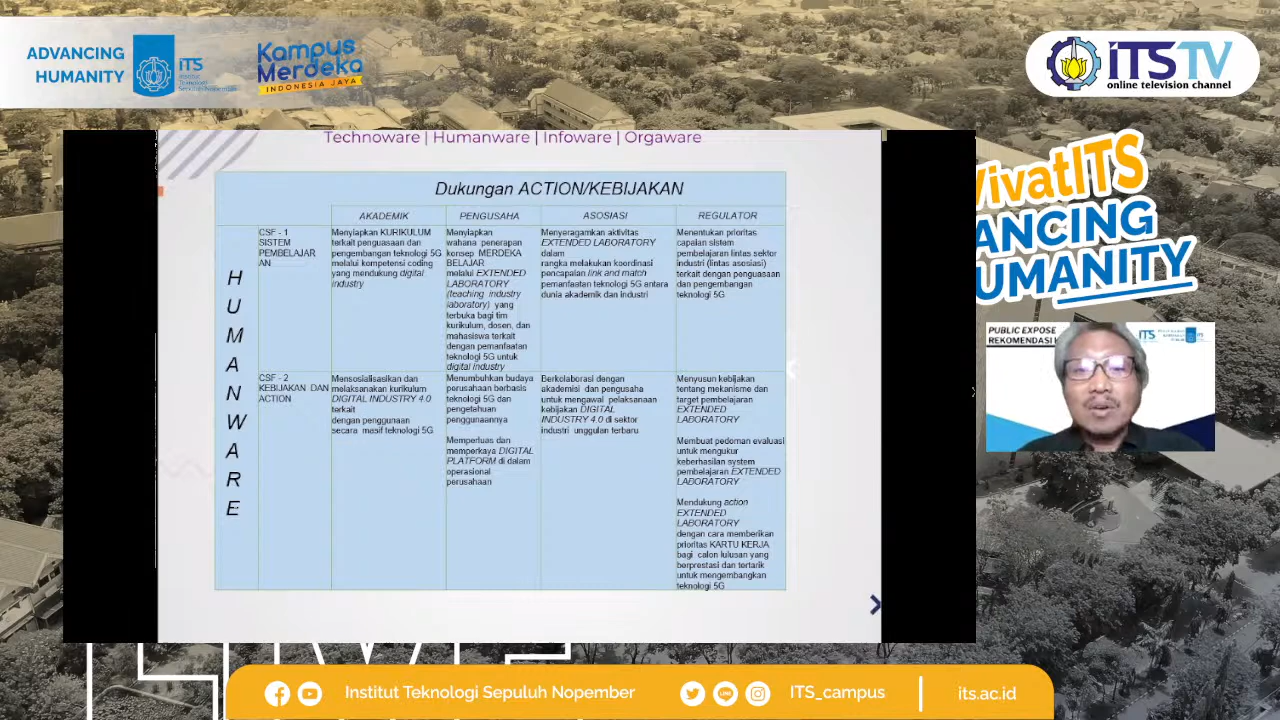 ADVANCING
HUMANITY
ITS
Institut
Teknologi
Sepuluh Nopember
Kampus
Merdeka
INDONESIA JAYA
ITSTV
online television channel
Technoware | Humanware | Infoware | Orgaware
Dukungan ACTION/KEBIJAKAN
AKADEMIK
PENGUSAHA
ASOSIASI
REGULATOR
HUMANWARE
CSF - 1
SISTEM
PEMBELAJAR
AN
Menyiapkan KURIKULUM
terkait penguasaan dan
pengembangan teknologi 5G
melalui kompetensi coding
yang mendukung digital
industry
Menyiapkan
wahana penerapan
konsep MERDEKA
BELAJAR
melalui EXTENDED
LABORATORY
(teaching industry
laboratory) yang
terbuka bagi tim
kurikulum, dosen, dan
mahasiswa terkait
dengan pemanfaatan
teknologi 5G untuk
digital industry
Menyeragamkan aktivitas
EXTENDED LABORATORY
dalam
rangka melakukan koordinasi
pencapaian link and match
pemanfaatan teknologi 5G antara
dunia akademik dan industri
Menentukan prioritas
capaian sistem
pembelajaran lintas sektor
industri (lintas asosiasi)
terkait dengan penguasaan
dan pengembangan
teknologi 5G
CSF - 2
KEBIJAKAN DAN
ACTION
Mensosialisasikan dan
melaksanakan kurikulum
DIGITAL INDUSTRY 4.0
terkait
dengan penggunaan
secara masif teknologi 5G
Menumbuhkan budaya
perusahaan berbasis
teknologi 5G dan
pengetahuan
penggunaannya
Memperluas dan
memperkaya DIGITAL
PLATFORM di dalam
operasional
perusahaan
Berkolaborasi dengan
akademisi dan pengusaha
untuk mengawal pelaksanaan
kebijakan DIGITAL
INDUSTRY 4.0 di sektor
industri unggulan terbaru
Menyusun kebijakan
tentang mekanisme dan
target pembelajaran
EXTENDED
LABORATORY
Membuat pedoman evaluasi
untuk mengukur
keberhasilan system
pembelajaran EXTENDED
LABORATORY
Mendukung action
EXTENDED
LABORATORY
dengan cara memberikan
prioritas KARTU KERJA
bagi calon lulusan yang
berprestasi dan tertarik
untuk mengembangkan
teknologi 5G
VivatITS
ANCING
UMANITY
PUBLIC EXPOSE
REKOMENDASI
ITS
LIVE
Institut Teknologi Sepuluh Nopember
ITS_campus
its.ac.id